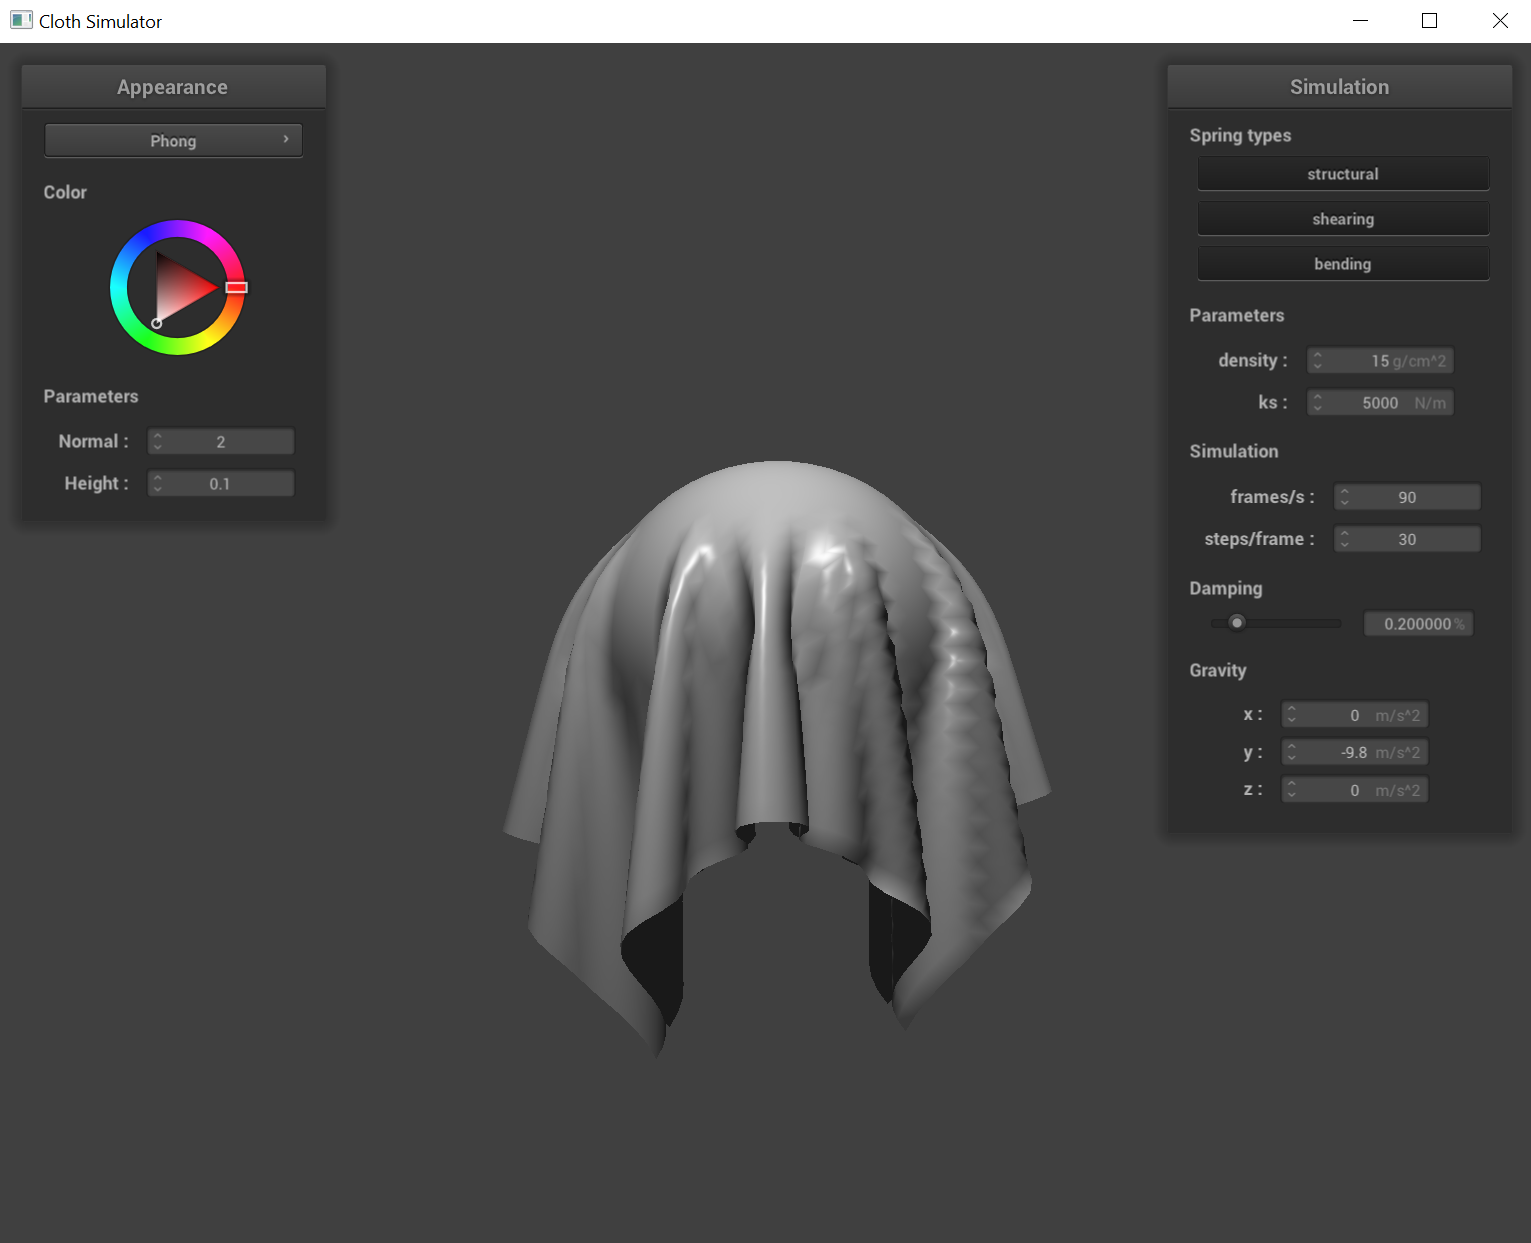 Cloth Simulator
Appearance
Phong
Color
Parameters
Normal : 2
Height : 0.1
Simulation
Spring types
structural
shearing
bending
Parameters
density : 15 g/cm^2
ks : 5000 N/m
Simulation
frames/s : 90
steps/frame : 30
Damping
0.200000 %
Gravity
x : 0 m/s^2
y : -9.8 m/s^2
z : 0 m/s^2